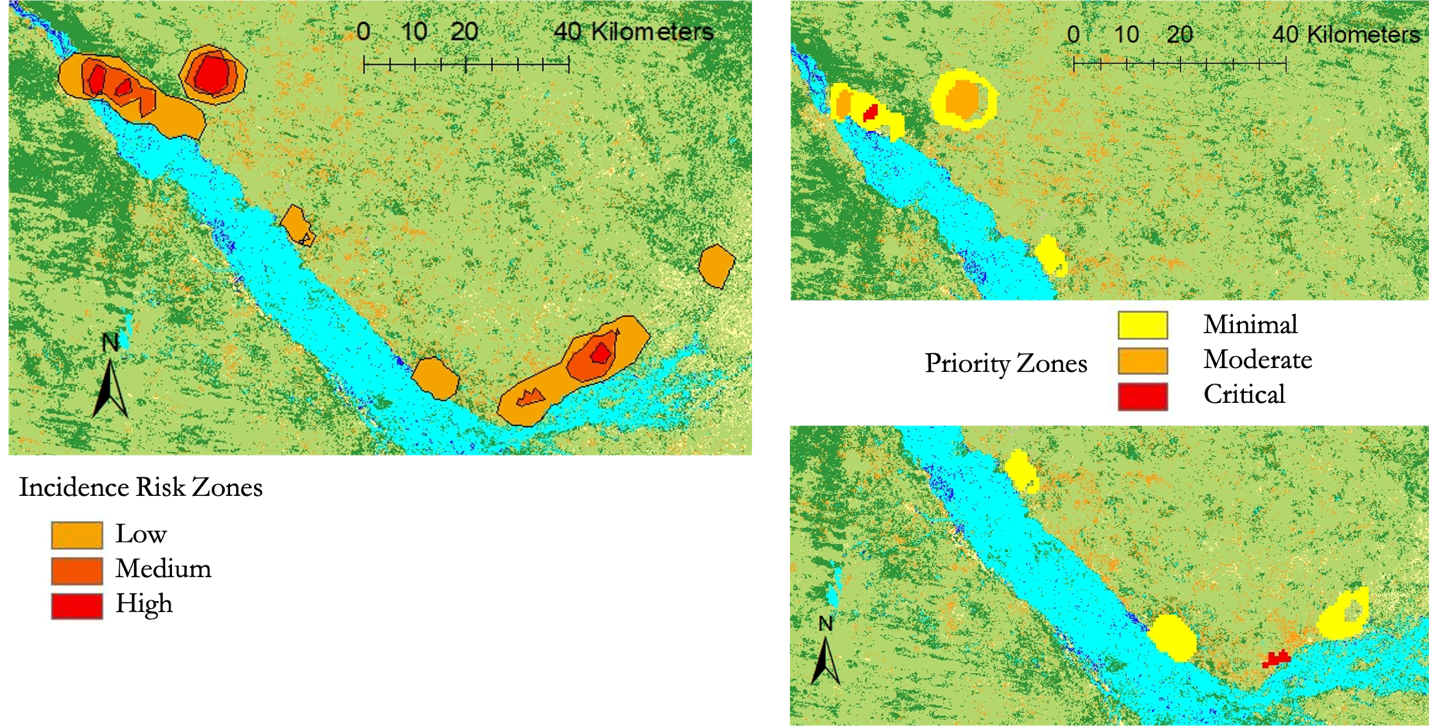 0 10 20 40 Kilometers
N
Incidence Risk Zones
Low
Medium
High
0 10 20 40 Kilometers
Priority Zones
Minimal
Moderate
Critical
N